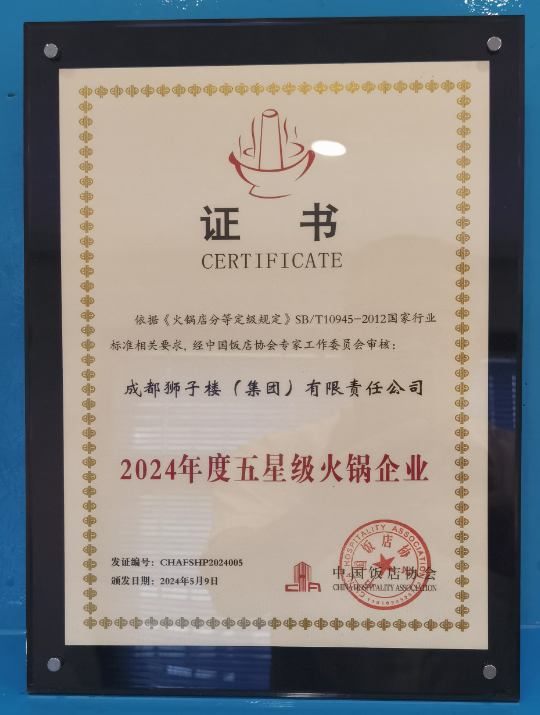 证 书
CERTIFICATE
依据《火锅店分等定级规定》SB/T10945-2012国家行业
标准相关要求，经中国饭店协会专家工作委员会审核：
成都狮子楼（集团）有限责任公司
2024年度五星级火锅企业
发证编号：CHAFSHP2024005
颁发日期：2024年5月9日
CHA
中国饭店协会
CHINA HOSPITALITY ASSOCIATION